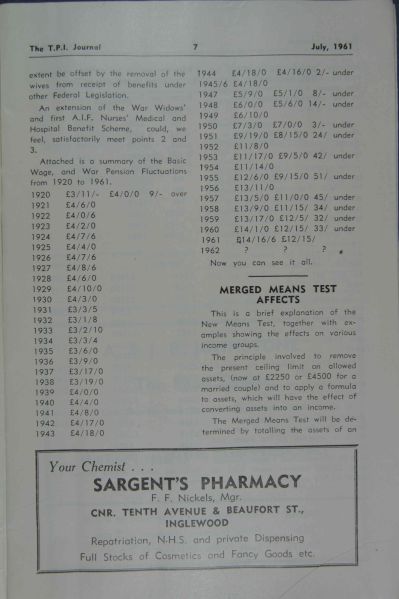 The T.P.I. Journal 7 July, 1961
extent be offset by the removal of the
wives from receipt of benefits under
other Federal Legislation.
An extension of the War Widows'
and first A.I.F. Nurses' Medical and
Hospital Benefit Scheme, could, we
feel, satisfactorily meet points 2 and
3.
Attached is a summary of the Basic
Wage, and War Pension Fluctuations
from 1920 to 1961.
1920 £3/11/- £4/0/0 9/- over
1921 £4/6/0
1922 £4/0/6
1923 £4/2/0
1924 £4/7/6
1925 £4/4/0
1926 £4/7/6
1927 £4/8/6
1928 £4/6/0
1929 £4/10/0
1930 £4/3/0
1931 £3/3/5
1932 £3/1/8
1933 £3/2/10
1934 £3/3/4
1935 £3/6/0
1936 £3/9/0
1937 £3/17/0
1938 £3/19/0
1939 £4/0/0
1940 £4/4/0
1941 £4/8/0
1942 £4/17/0
1943 £4/18/0
1944 £4/18/0 £4/16/0 2/- under
1945/6 £4/18/0
1947 £5/9/0 £5/1/0 8/- under
1948 £6/0/0 £5/6/0 14/- under
1949 £6/10/0
1950 £7/3/0 £7/0/0 3/- under
1951 £9/19/0 £8/15/0 24/ under
1952 £11/8/0
1953 £11/17/0 £9/5/0 42/ under
1954 £11/14/0
1955 £12/6/0 £9/15/0 51/ under
1956 £13/11/0
1957 £13/5/0 £11/0/0 45/ under
1958 £13/9/0 £11/15/ 34/ under
1959 £13/17/0 £12/5/ 32/ under
1960 £14/1/0 £12/15/ 33/ under
1961 £14/16/6 £12/15/
1962 ? ? ?
Now you can see it all.
MERGED MEANS TEST
AFFECTS
This is a brief explanation of the
New Means Test, together with ex-
amples showing the effects on various
income groups.
The principle involved to remove
the present ceiling limit on allowed
assets, (now at £2250 or £4500 for a
married couple) and to apply a formula
to assets, which will have the effect of
converting assets into an income.
The Merged Means Test will be de-
termined by totalling the assets of an
Your Chemist . . .
SARGENT'S PHARMACY
F. F. Nickels, Mgr.
CNR. TENTH AVENUE & BEAUFORT ST.,
INGLEWOOD
Repatriation, N.H.S. and private Dispensing
Full Stocks of Cosmetics and Fancy Goods etc.